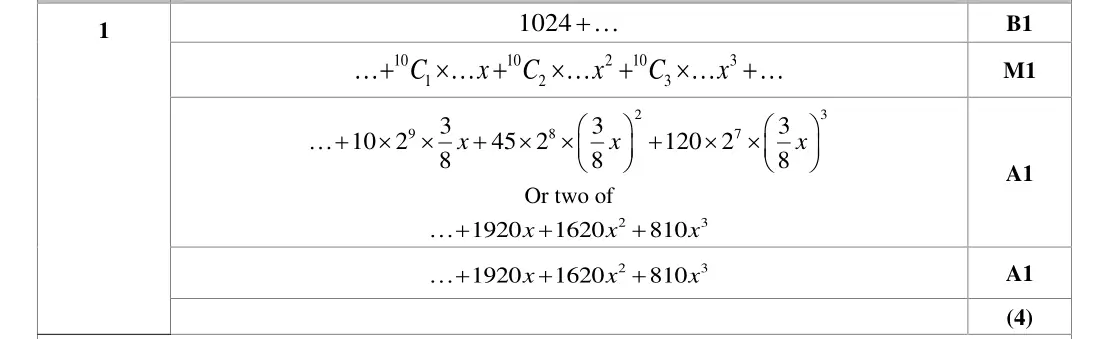 1
1024 + … B1
… + ¹⁰C₁ × … x + ¹⁰C₂ × … x² + ¹⁰C₃ × … x³ + … M1
… + 10 × 2⁹ × 3/8 x + 45 × 2⁸ × (3/8 x)² + 120 × 2⁷ × (3/8 x)³
Or two of
… + 1920x + 1620x² + 810x³
A1
… + 1920x + 1620x² + 810x³ A1
(4)